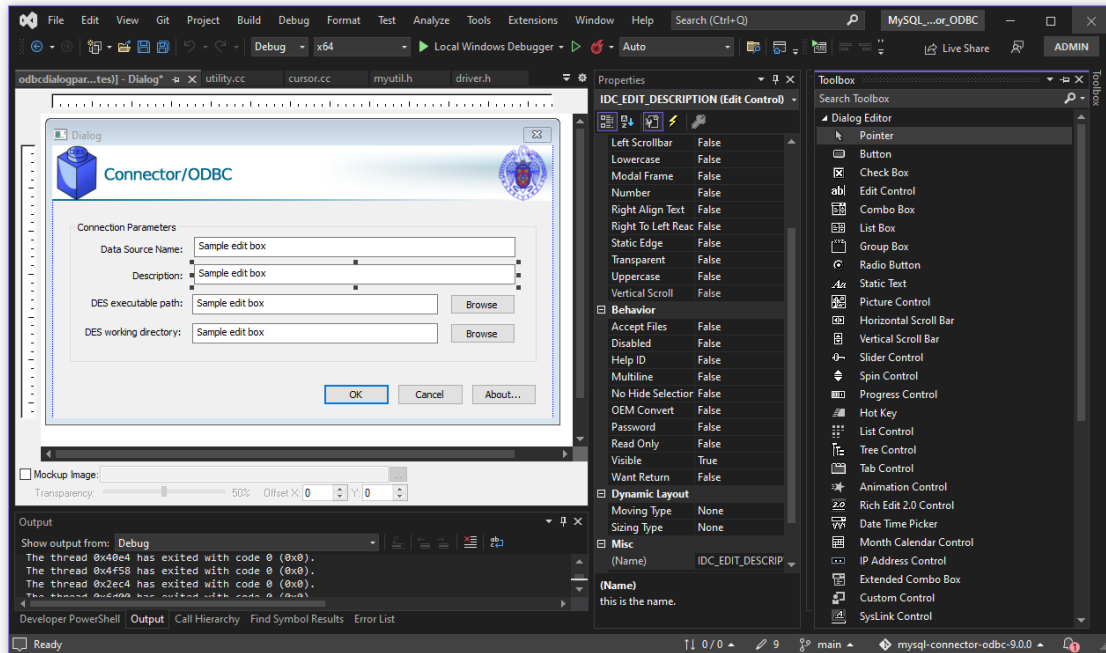 File Edit View Git Project Build Debug Format Test Analyze Tools Extensions Window Help Search (Ctrl+Q) MySQL_...or_ODBC
Debug x64 Local Windows Debugger Auto Live Share ADMIN
odbcdialogpar...tes)] - Dialog* utility.cc cursor.cc myutil.h driver.h
Dialog
DES
Connector/ODBC
Connection Parameters
Data Source Name: Sample edit box
Description: Sample edit box
DES executable path: Sample edit box Browse
DES working directory: Sample edit box Browse
OK Cancel About...
Mockup Image: ...
Transparency: 50% Offset X: 0 Y: 0
Output
Show output from: Debug
The thread 0x40e4 has exited with code 0 (0x0).
The thread 0x4f58 has exited with code 0 (0x0).
The thread 0x2ec4 has exited with code 0 (0x0).
The thread 0x6d00 has exited with code 0 (0x0).
Developer PowerShell Output Call Hierarchy Find Symbol Results Error List
Properties
IDC_EDIT_DESCRIPTION (Edit Control)
Left Scrollbar False
Lowercase False
Modal Frame False
Number False
Right Align Text False
Right To Left Reac False
Static Edge False
Transparent False
Uppercase False
Vertical Scroll False
Behavior
Accept Files False
Disabled False
Help ID False
Multiline False
No Hide Selection False
OEM Convert False
Password False
Read Only False
Visible True
Want Return False
Dynamic Layout
Moving Type None
Sizing Type None
Misc
(Name) IDC_EDIT_DESCRIP
(Name)
this is the name.
Toolbox
Search Toolbox
Dialog Editor
Pointer
Button
Check Box
Edit Control
Combo Box
List Box
Group Box
Radio Button
Static Text
Picture Control
Horizontal Scroll Bar
Vertical Scroll Bar
Slider Control
Spin Control
Progress Control
Hot Key
List Control
Tree Control
Tab Control
Animation Control
Rich Edit 2.0 Control
Date Time Picker
Month Calendar Control
IP Address Control
Extended Combo Box
Custom Control
SysLink Control
Toolbox
Ready 0 / 0 9 main mysql-connector-odbc-9.0.0 1